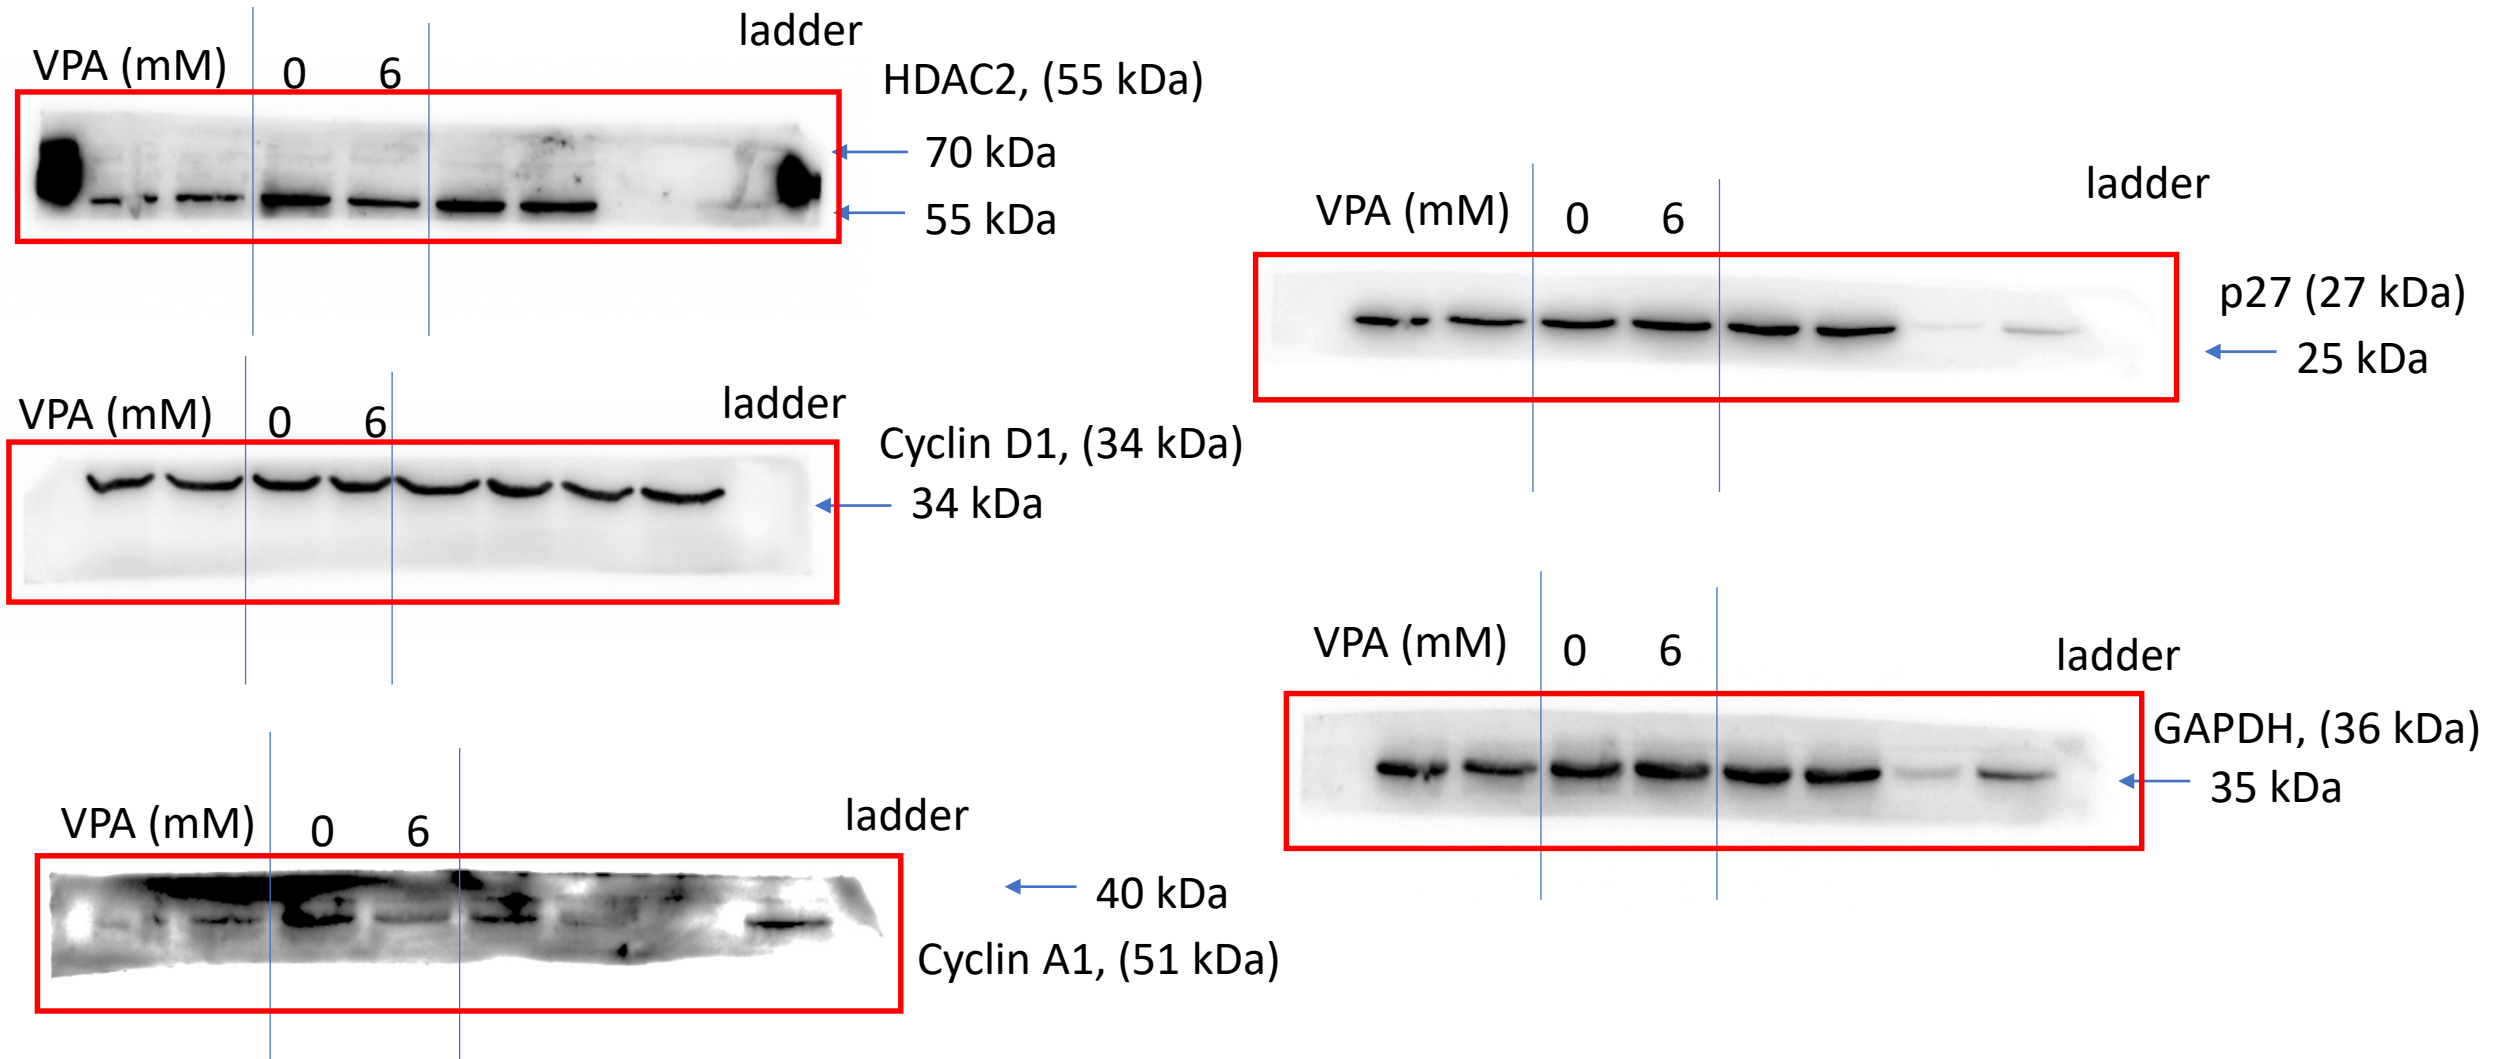 ladder
VPA (mM) 0 6
HDAC2, (55 kDa)
70 kDa
55 kDa
ladder
VPA (mM) 0 6
Cyclin D1, (34 kDa)
34 kDa
ladder
VPA (mM) 0 6
40 kDa
Cyclin A1, (51 kDa)
ladder
VPA (mM) 0 6
p27 (27 kDa)
25 kDa
VPA (mM) 0 6
ladder
GAPDH, (36 kDa)
35 kDa